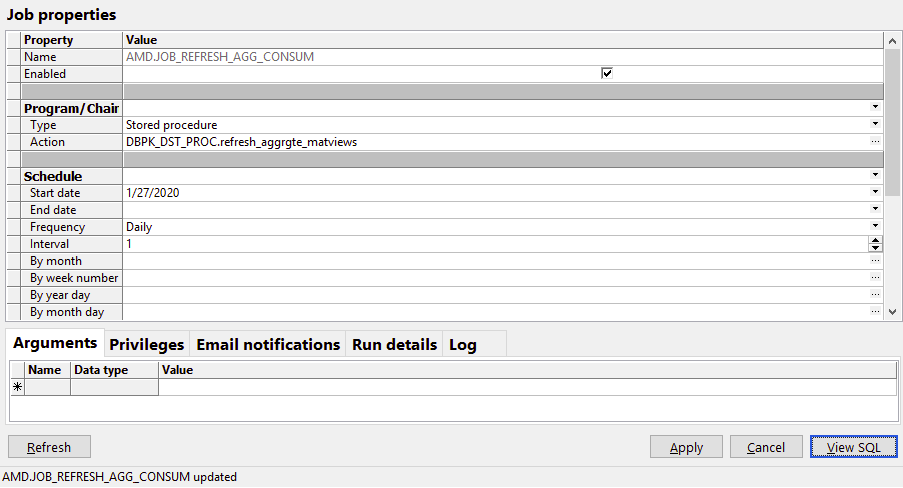 Job properties
Property Value
Name AMD.JOB_REFRESH_AGG_CONSUM
Enabled
Program/Chair
Type Stored procedure
Action DBPK_DST_PROC.refresh_aggrgte_matviews ...
Schedule
Start date 1/27/2020
End date
Frequency Daily
Interval 1
By month ...
By week number ...
By year day ...
By month day ...
Arguments Privileges Email notifications Run details Log
Name Data type Value
Refresh Apply Cancel View SQL
AMD.JOB_REFRESH_AGG_CONSUM updated